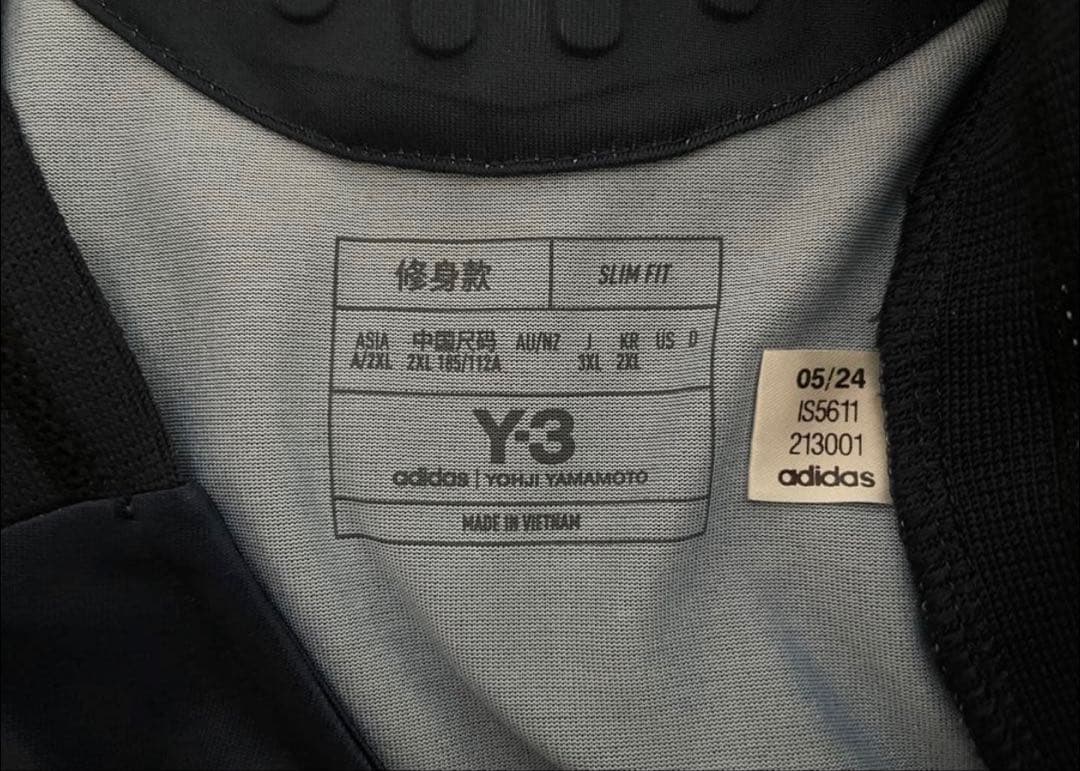 修身款 SLIM FIT
ASIA 中国尺码 AU/NZ J KR US D
A/2XL 2XL 185/112A 3XL 2XL
Y-3
adidas | YOHJI YAMAMOTO
MADE IN VIETNAM
05/24
IS5611
213001
adidas